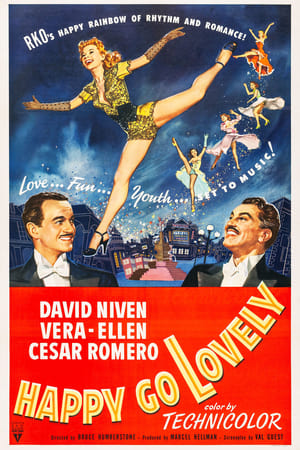 RKO's HAPPY RAINBOW OF RHYTHM AND ROMANCE!
Love... Fun... Youth... SET TO MUSIC!
DAVID NIVEN
VERA-ELLEN
CESAR ROMERO
HAPPY GO LOVELY
color by
TECHNICOLOR
Directed by BRUCE HUMBERSTONE · Produced by MARCEL HELLMAN · Screenplay by VAL GUEST